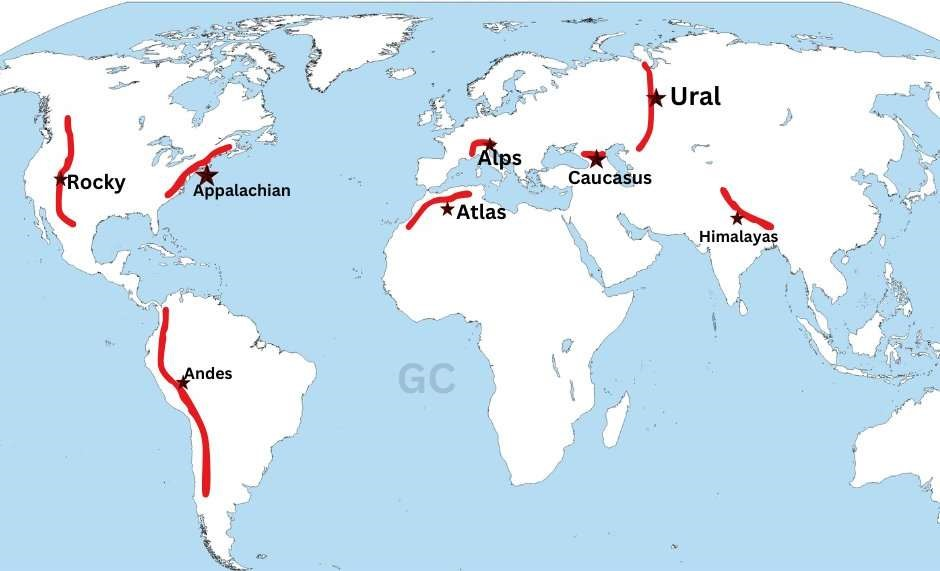 Ural
Alps
Caucasus
Rocky
Appalachian
Atlas
Himalayas
Andes
GC